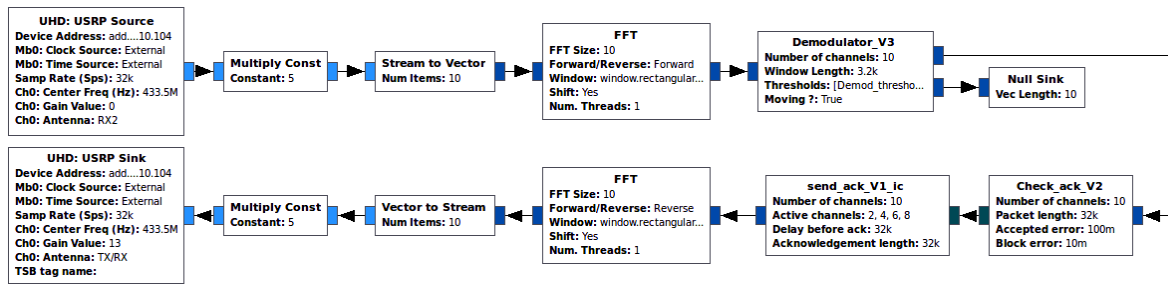 UHD: USRP Source
Device Address: add....10.104
Mb0: Clock Source: External
Mb0: Time Source: External
Samp Rate (Sps): 32k
Ch0: Center Freq (Hz): 433.5M
Ch0: Gain Value: 0
Ch0: Antenna: RX2
Multiply Const
Constant: 5
Stream to Vector
Num Items: 10
FFT
FFT Size: 10
Forward/Reverse: Forward
Window: window.rectangular...
Shift: Yes
Num. Threads: 1
Demodulator_V3
Number of channels: 10
Window Length: 3.2k
Thresholds: [Demod_thresho...
Moving ?: True
Null Sink
Vec Length: 10
UHD: USRP Sink
Device Address: add....10.104
Mb0: Clock Source: External
Mb0: Time Source: External
Samp Rate (Sps): 32k
Ch0: Center Freq (Hz): 433.5M
Ch0: Gain Value: 13
Ch0: Antenna: TX/RX
TSB tag name:
Multiply Const
Constant: 5
Vector to Stream
Num Items: 10
FFT
FFT Size: 10
Forward/Reverse: Reverse
Window: window.rectangular...
Shift: Yes
Num. Threads: 1
send_ack_V1_ic
Number of channels: 10
Active channels: 2, 4, 6, 8
Delay before ack: 32k
Acknowledgement length: 32k
Check_ack_V2
Number of channels: 10
Packet length: 32k
Accepted error: 100m
Block error: 10m